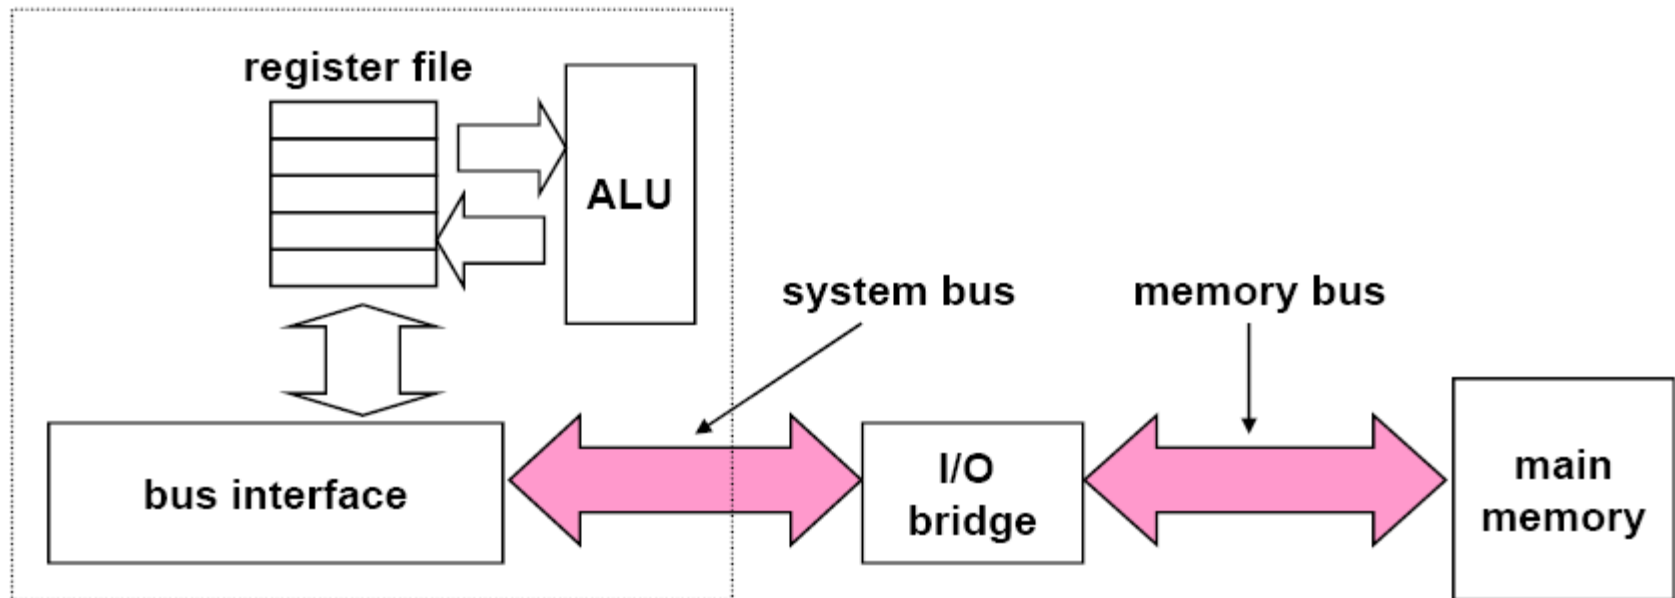 register file
ALU
system bus
memory bus
bus interface
I/O
bridge
main
memory